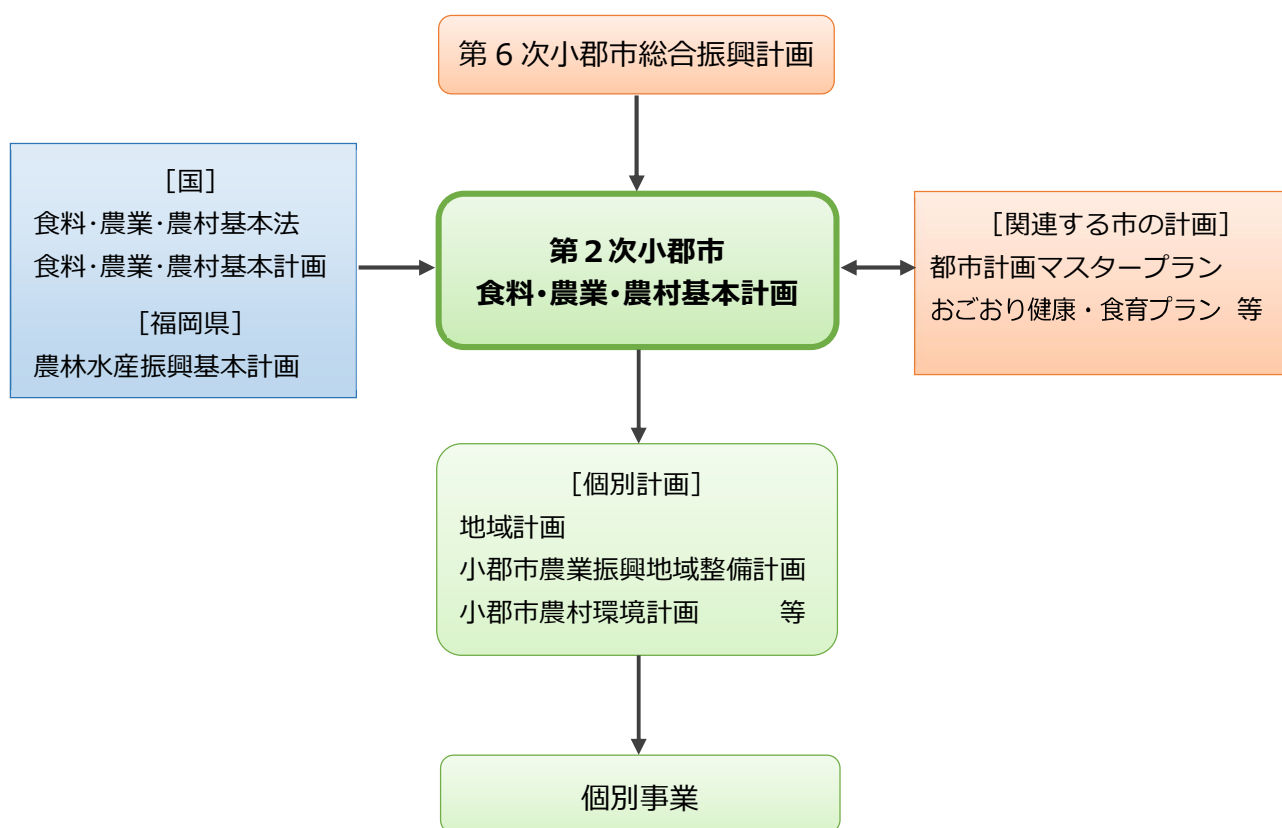 第６次小郡市総合振興計画
［国］
食料･農業･農村基本法
食料･農業･農村基本計画
［福岡県］
農林水産振興基本計画
第２次小郡市
食料･農業･農村基本計画
［関連する市の計画］
都市計画マスタープラン
おごおり健康・食育プラン 等
［個別計画］
地域計画
小郡市農業振興地域整備計画
小郡市農村環境計画 等
個別事業